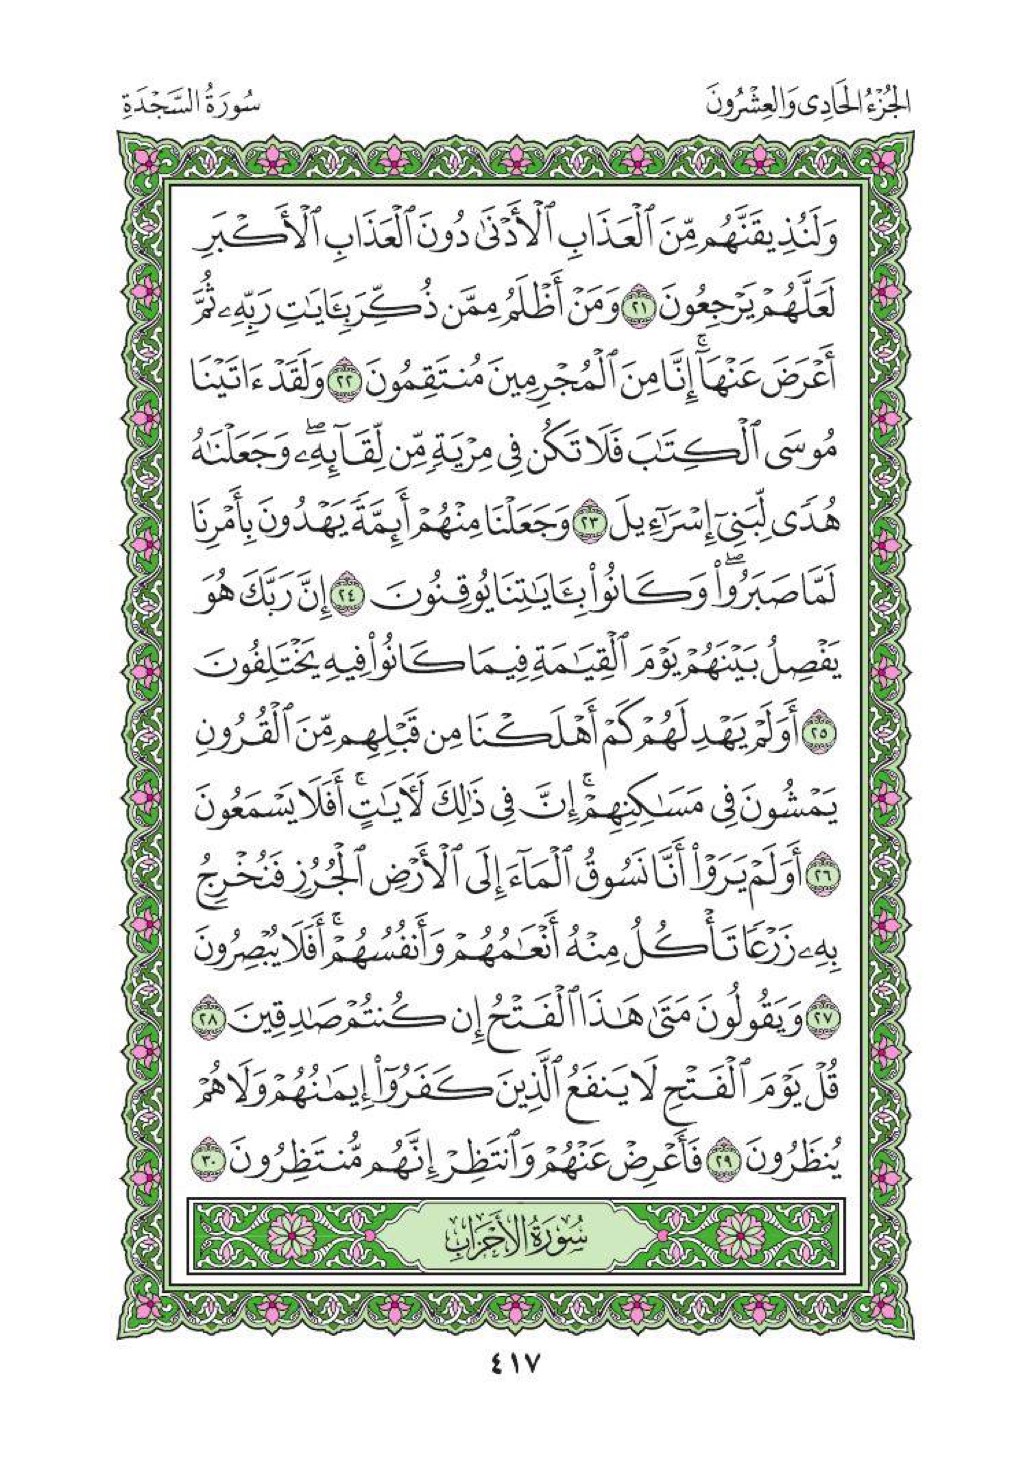 الجُزْءُ الحَادِي وَالعِشْرُونَ
سُورَةُ السَّجْدَةِ
وَلَنُذِيقَنَّهُم مِّنَ ٱلْعَذَابِ ٱلْأَدْنَىٰ دُونَ ٱلْعَذَابِ ٱلْأَكْبَرِ
لَعَلَّهُمْ يَرْجِعُونَ ٢١ وَمَنْ أَظْلَمُ مِمَّن ذُكِّرَ بِـَٔايَـٰتِ رَبِّهِۦ ثُمَّ
أَعْرَضَ عَنْهَآ ۚ إِنَّا مِنَ ٱلْمُجْرِمِينَ مُنتَقِمُونَ ٢٢ وَلَقَدْ ءَاتَيْنَا
مُوسَى ٱلْكِتَـٰبَ فَلَا تَكُن فِى مِرْيَةٍ مِّن لِّقَآئِهِۦ ۖ وَجَعَلْنَـٰهُ
هُدًى لِّبَنِىٓ إِسْرَٰٓءِيلَ ٢٣ وَجَعَلْنَا مِنْهُمْ أَئِمَّةً يَهْدُونَ بِأَمْرِنَا
لَمَّا صَبَرُوا۟ ۖ وَكَانُوا۟ بِـَٔايَـٰتِنَا يُوقِنُونَ ٢٤ إِنَّ رَبَّكَ هُوَ
يَفْصِلُ بَيْنَهُمْ يَوْمَ ٱلْقِيَـٰمَةِ فِيمَا كَانُوا۟ فِيهِ يَخْتَلِفُونَ
٢٥ أَوَلَمْ يَهْدِ لَهُمْ كَمْ أَهْلَكْنَا مِن قَبْلِهِم مِّنَ ٱلْقُرُونِ
يَمْشُونَ فِى مَسَـٰكِنِهِمْ ۚ إِنَّ فِى ذَٰلِكَ لَـَٔايَـٰتٍ ۖ أَفَلَا يَسْمَعُونَ
٢٦ أَوَلَمْ يَرَوْا۟ أَنَّا نَسُوقُ ٱلْمَآءَ إِلَى ٱلْأَرْضِ ٱلْجُرُزِ فَنُخْرِجُ
بِهِۦ زَرْعًا تَأْكُلُ مِنْهُ أَنْعَـٰمُهُمْ وَأَنفُسُهُمْ ۚ أَفَلَا يُبْصِرُونَ
٢٧ وَيَقُولُونَ مَتَىٰ هَـٰذَا ٱلْفَتْحُ إِن كُنتُمْ صَـٰدِقِينَ ٢٨
قُلْ يَوْمَ ٱلْفَتْحِ لَا يَنفَعُ ٱلَّذِينَ كَفَرُوٓا۟ إِيمَـٰنُهُمْ وَلَا هُمْ
يُنظَرُونَ ٢٩ فَأَعْرِضْ عَنْهُمْ وَٱنتَظِرْ إِنَّهُم مُّنتَظِرُونَ ٣٠
سُورَةُ الأَحْزَابِ
٤١٧